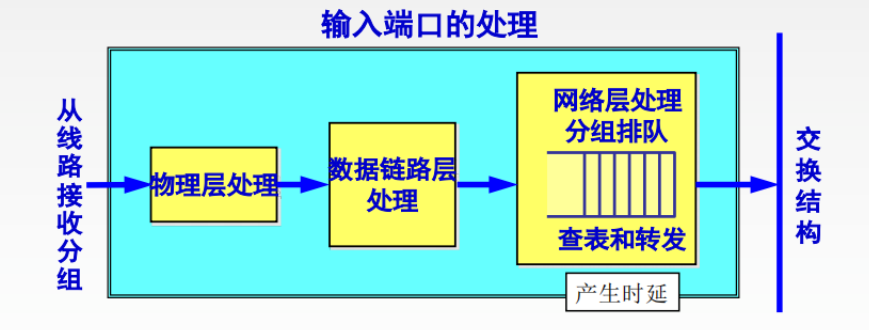 输入端口的处理
从线路接收分组
物理层处理
数据链路层
处理
网络层处理
分组排队
查表和转发
产生时延
交换结构